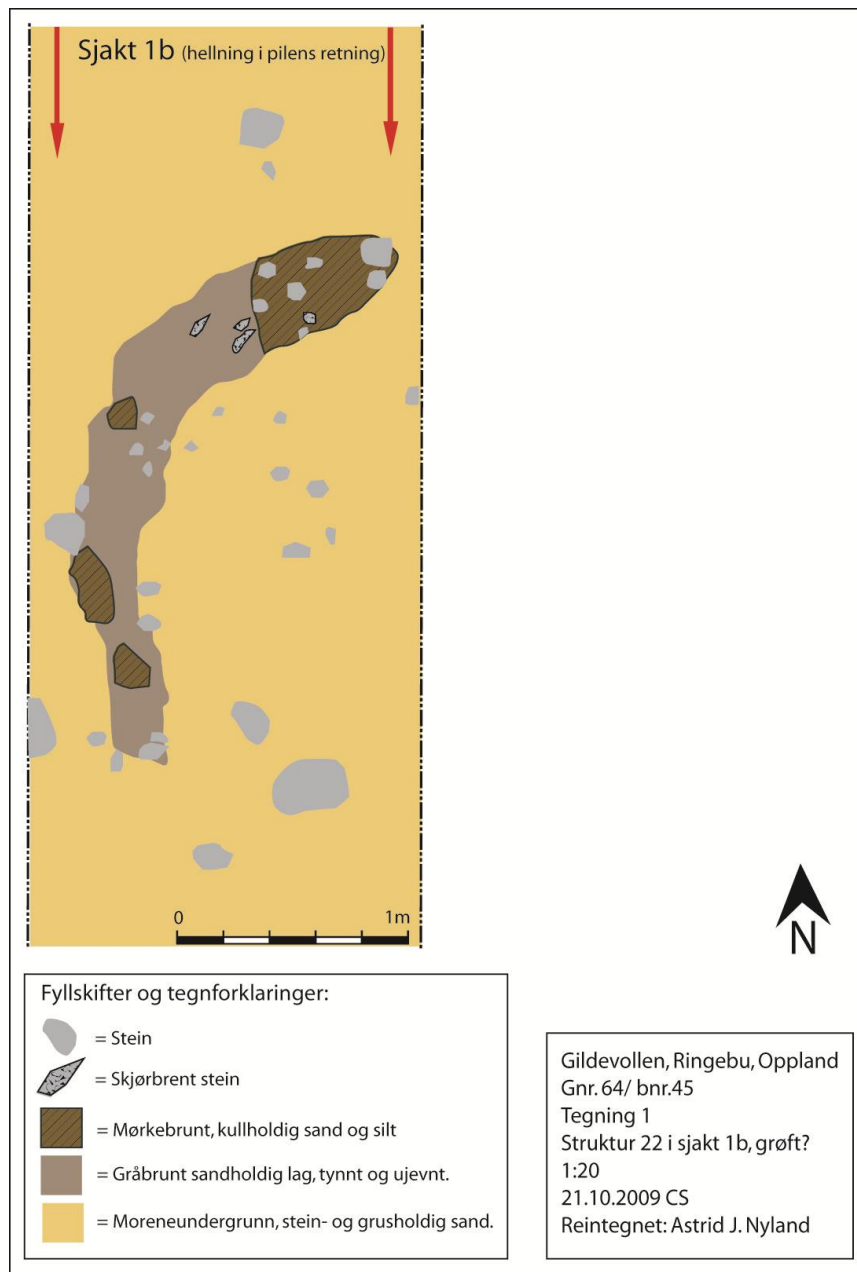 Sjakt 1b (hellning i pilens retning)
0 1m
N
Fyllskifter og tegnforklaringer:
= Stein
= Skjørbrent stein
= Mørkebrunt, kullholdig sand og silt
= Gråbrunt sandholdig lag, tynnt og ujevnt.
= Moreneundergrunn, stein- og grusholdig sand.
Gildevollen, Ringebu, Oppland
Gnr. 64/ bnr.45
Tegning 1
Struktur 22 i sjakt 1b, grøft?
1:20
21.10.2009 CS
Reintegnet: Astrid J. Nyland